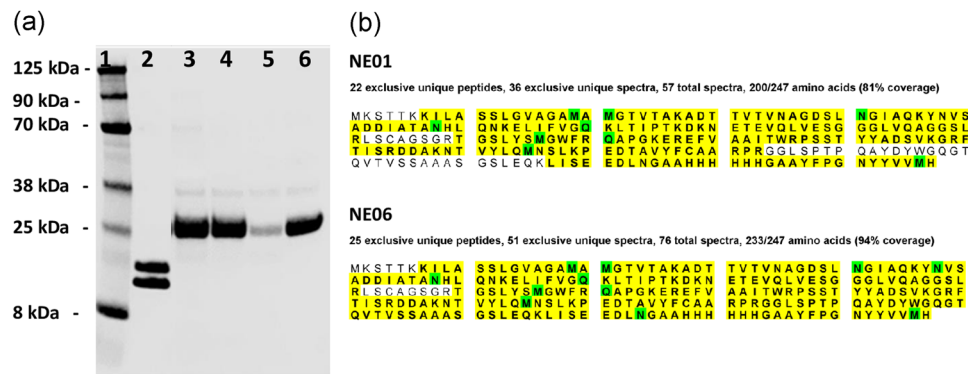 (a)
1 2 3 4 5 6
125 kDa -
90 kDa -
70 kDa -
38 kDa -
25 kDa -
8 kDa -
(b)
NE01
22 exclusive unique peptides, 36 exclusive unique spectra, 57 total spectra, 200/247 amino acids (81% coverage)
MKSTTKKILA SSLGVAGAMA MGTVTAKADT TVTVNAGDSL NGIAQKYNVS
ADDIATANHL QNKELIFVGQ KLTIPTKDKN ETEVQLVESG GGLVQAGGSL
RLSCAGSGRT GSLYSMGWFR QAPGKEREFV AAITWRPSST YYADSVKGRF
TISRDDAKNT VYLQMNSLKP EDTAVYFCAA RPRGGLSPTP QAYDYWGQGT
QVTVSSAAAS GSLEQKLISE EDLNGAAHHH HHHGAAYFPG NYYVVMH
NE06
25 exclusive unique peptides, 51 exclusive unique spectra, 76 total spectra, 233/247 amino acids (94% coverage)
MKSTTKKILA SSLGVAGAMA MGTVTAKADT TVTVNAGDSL NGIAQKYNVS
ADDIATANHL QNKELIFVGQ KLTIPTKDKN ETEVQLVESG GGLVQAGGSL
RLSCAGSGRT GSLYSMGWFR QAPGKEREFV AAITWRPSST YYADSVKGRF
TISRDDAKNT VYLQMNSLKP EDTAVYFCAA RPRGGLSPTP QAYDYWGQGT
QVTVSSAAAS GSLEQKLISE EDLNGAAHHH HHHGAAYFPG NYYVVMH